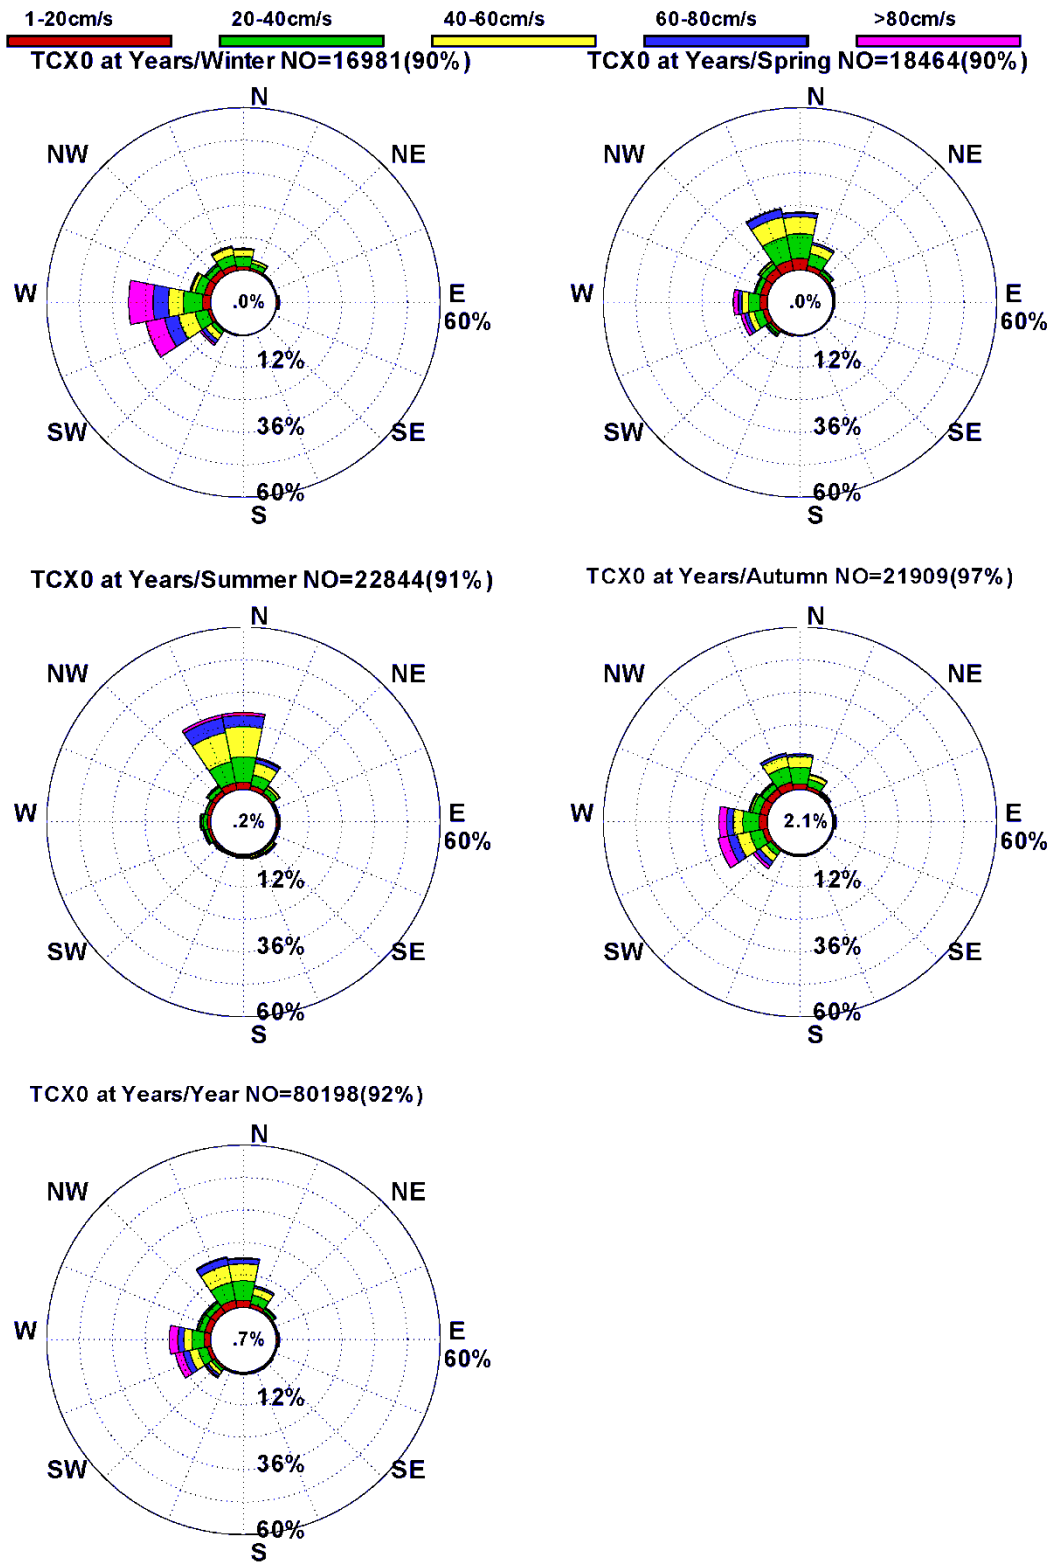 1-20cm/s 20-40cm/s 40-60cm/s 60-80cm/s >80cm/s
TCX0 at Years/Winter NO=16981(90%)
N
NW NE
W .0% E
60%
12%
SW 36% SE
60%
S
TCX0 at Years/Spring NO=18464(90%)
N
NW NE
W .0% E
60%
12%
SW 36% SE
60%
S
TCX0 at Years/Summer NO=22844(91%)
N
NW NE
W .2% E
60%
12%
SW 36% SE
60%
S
TCX0 at Years/Autumn NO=21909(97%)
N
NW NE
W 2.1% E
60%
12%
SW 36% SE
60%
S
TCX0 at Years/Year NO=80198(92%)
N
NW NE
W .7% E
60%
12%
SW 36% SE
60%
S